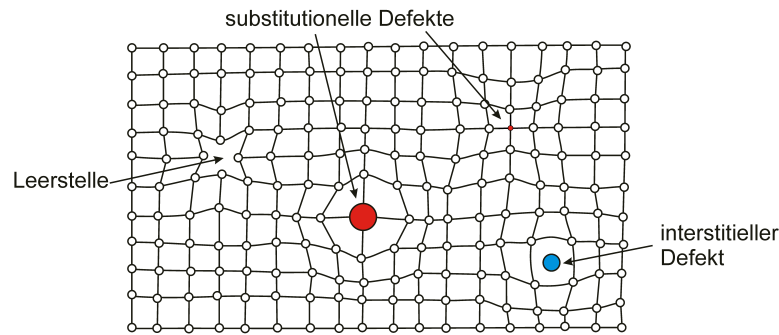 substitutionelle Defekte
Leerstelle
interstitieller
Defekt